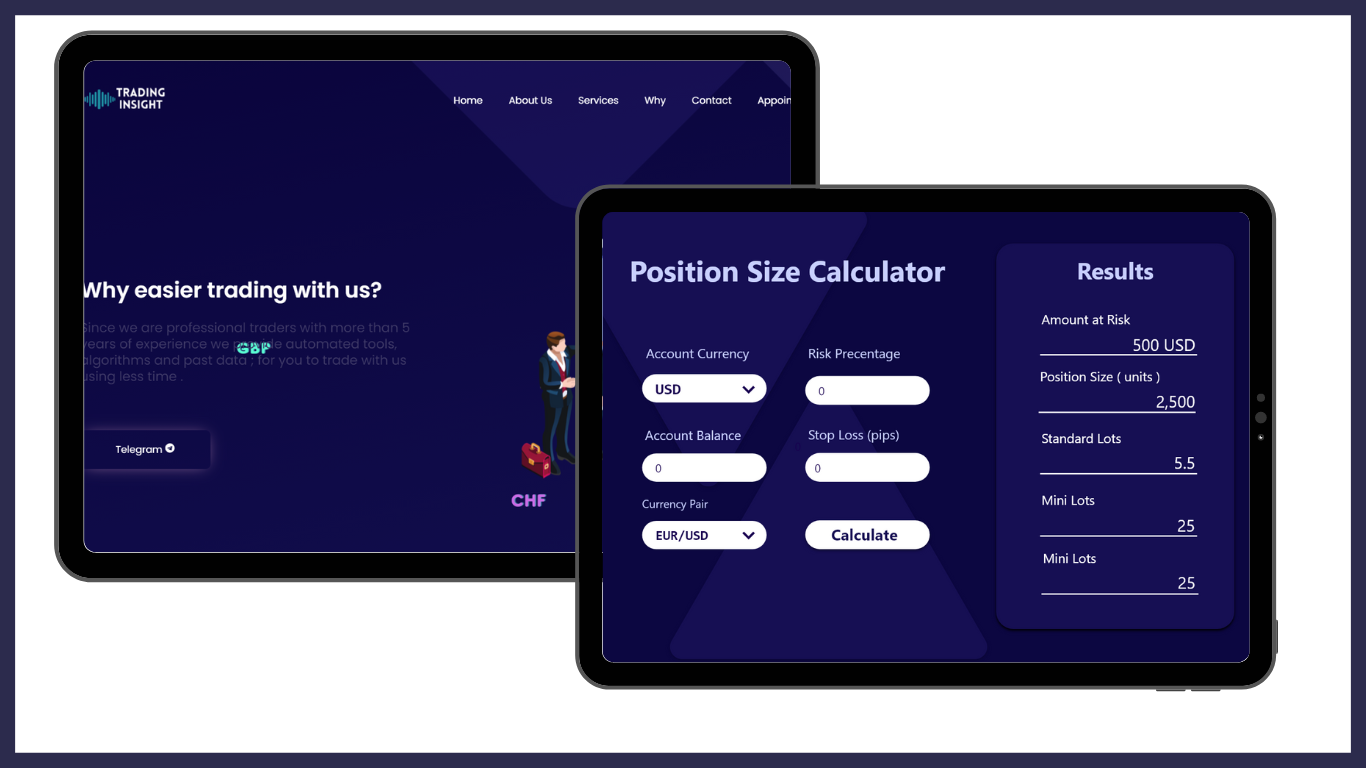 TRADING
INSIGHT
Home About Us Services Why Contact Appoin
Why easier trading with us?
Since we are professional traders with more than 5
years of experience we provide automated tools,
algorithms and past data ; for you to trade with us
using less time .
GBP
Telegram
CHF
Position Size Calculator
Account Currency Risk Precentage
USD 0
Account Balance Stop Loss (pips)
0 0
Currency Pair
EUR/USD Calculate
Results
Amount at Risk
500 USD
Position Size ( units )
2,500
Standard Lots
5.5
Mini Lots
25
Mini Lots
25